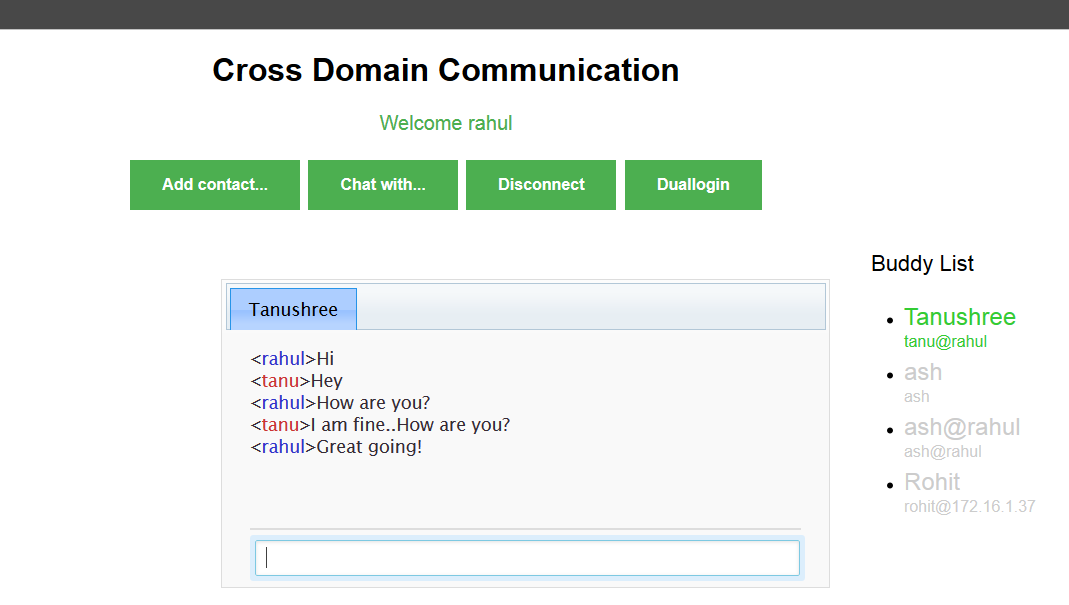 Cross Domain Communication
Welcome rahul
Add contact... Chat with... Disconnect Duallogin
Tanushree
<rahul>Hi
<tanu>Hey
<rahul>How are you?
<tanu>I am fine..How are you?
<rahul>Great going!
Buddy List
Tanushree
tanu@rahul
ash
ash
ash@rahul
ash@rahul
Rohit
rohit@172.16.1.37